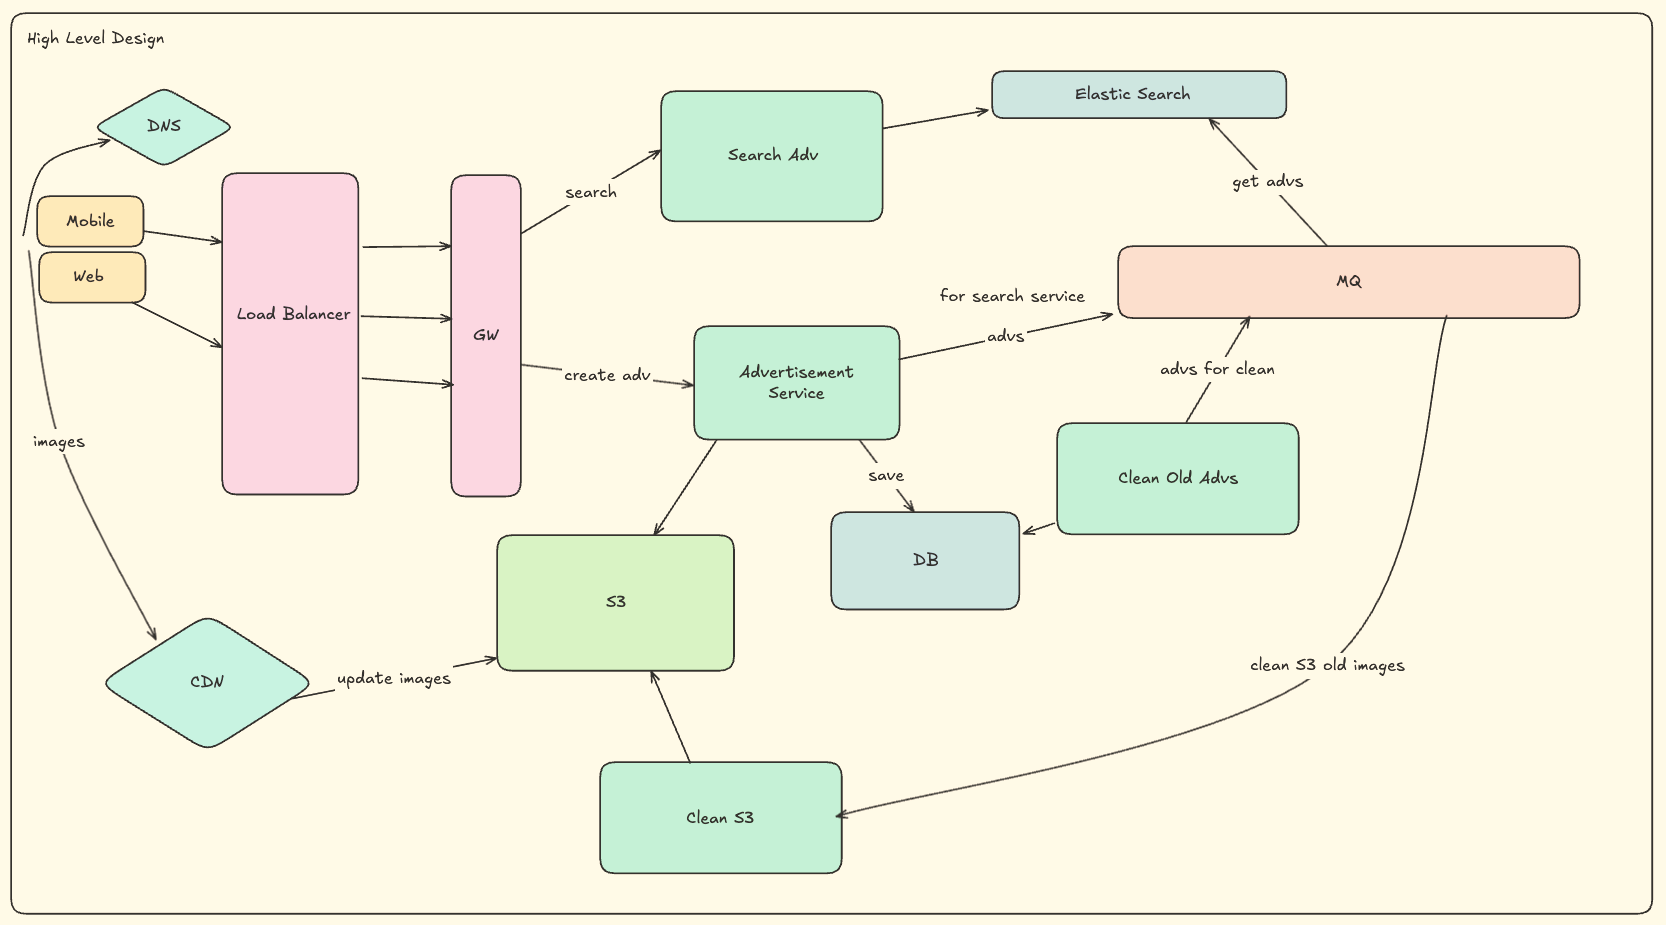 High Level Design
DNS
Mobile
Web
Load Balancer
GW
search
Search Adv
Elastic Search
get advs
MQ
for search service
advs
create adv
Advertisement
Service
advs for clean
Clean Old Advs
save
DB
images
S3
CDN
update images
clean S3 old images
Clean S3